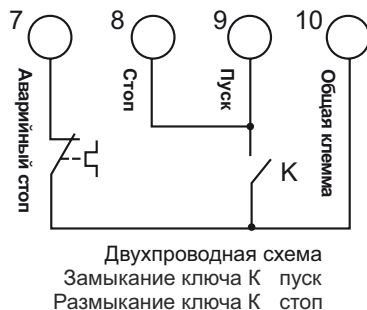 7 8 9 10
Аварийный стоп
Стоп
Пуск
Общая клемма
K
Двухпроводная схема
Замыкание ключа К пуск
Размыкание ключа К стоп